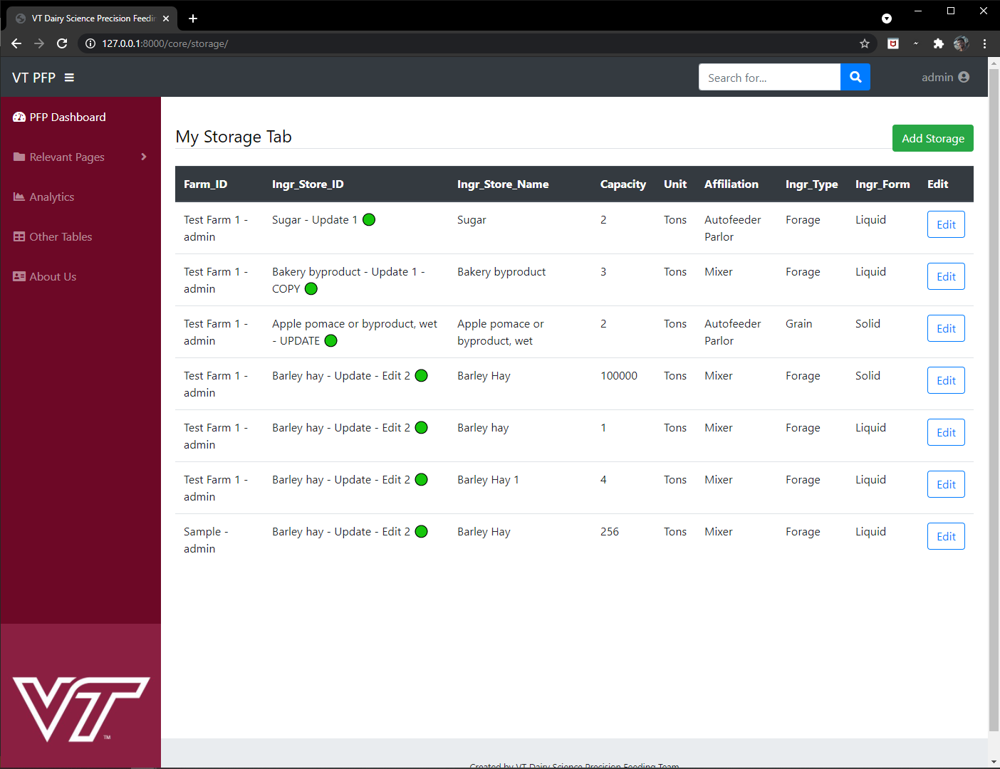 VT Dairy Science Precision Feedin
127.0.0.1:8000/core/storage/
VT PFP
Search for...
admin
PFP Dashboard
Relevant Pages
Analytics
Other Tables
About Us
My Storage Tab
Add Storage
Farm_ID Ingr_Store_ID Ingr_Store_Name Capacity Unit Affiliation Ingr_Type Ingr_Form Edit
Test Farm 1 - Sugar - Update 1 Sugar 2 Tons Autofeeder Forage Liquid Edit
admin Parlor
Test Farm 1 - Bakery byproduct - Update 1 - Bakery byproduct 3 Tons Mixer Forage Liquid Edit
admin COPY
Test Farm 1 - Apple pomace or byproduct, wet Apple pomace or 2 Tons Autofeeder Grain Solid Edit
admin - UPDATE byproduct, wet Parlor
Test Farm 1 - Barley hay - Update - Edit 2 Barley Hay 100000 Tons Mixer Forage Solid Edit
admin
Test Farm 1 - Barley hay - Update - Edit 2 Barley hay 1 Tons Mixer Forage Liquid Edit
admin
Test Farm 1 - Barley hay - Update - Edit 2 Barley Hay 1 4 Tons Mixer Forage Liquid Edit
admin
Sample - Barley hay - Update - Edit 2 Barley Hay 256 Tons Mixer Forage Liquid Edit
admin
VT
TM
Created by VT Dairy Science Precision Feeding Team